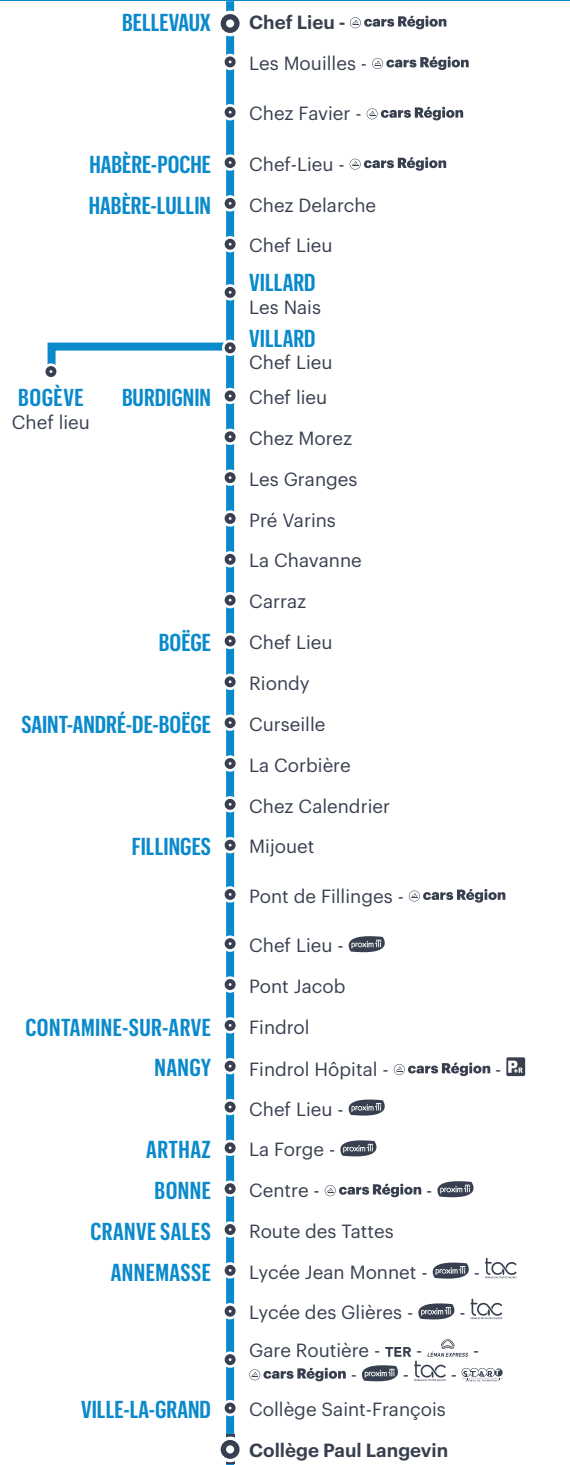 BELLEVAUX Chef Lieu - cars Région
Les Mouilles - cars Région
Chez Favier - cars Région
HABÈRE-POCHE Chef-Lieu - cars Région
HABÈRE-LULLIN Chez Delarche
Chef Lieu
VILLARD
Les Nais
VILLARD
Chef Lieu
BOGÈVE
Chef lieu
BURDIGNIN Chef lieu
Chez Morez
Les Granges
Pré Varins
La Chavanne
Carraz
BOËGE Chef Lieu
Riondy
SAINT-ANDRÉ-DE-BOËGE Curseille
La Corbière
Chez Calendrier
FILLINGES Mijouet
Pont de Fillinges - cars Région
Chef Lieu - proxim iti
Pont Jacob
CONTAMINE-SUR-ARVE Findrol
NANGY Findrol Hôpital - cars Région - P+R
Chef Lieu - proxim iti
ARTHAZ La Forge - proxim iti
BONNE Centre - cars Région - proxim iti
CRANVE SALES Route des Tattes
ANNEMASSE Lycée Jean Monnet - proxim iti - tac
Lycée des Glières - proxim iti - tac
Gare Routière - TER - LÉMAN EXPRESS -
cars Région - proxim iti - tac - START
VILLE-LA-GRAND Collège Saint-François
Collège Paul Langevin